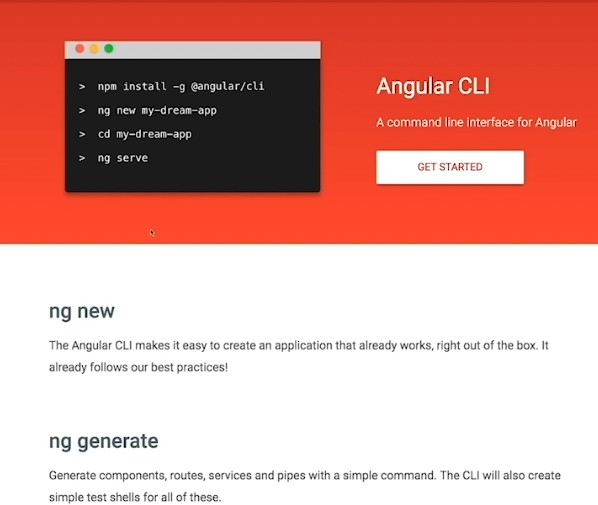 > npm install -g @angular/cli
> ng new my-dream-app
> cd my-dream-app
> ng serve
Angular CLI
A command line interface for Angular
GET STARTED
ng new
The Angular CLI makes it easy to create an application that already works, right out of the box. It
already follows our best practices!
ng generate
Generate components, routes, services and pipes with a simple command. The CLI will also create
simple test shells for all of these.